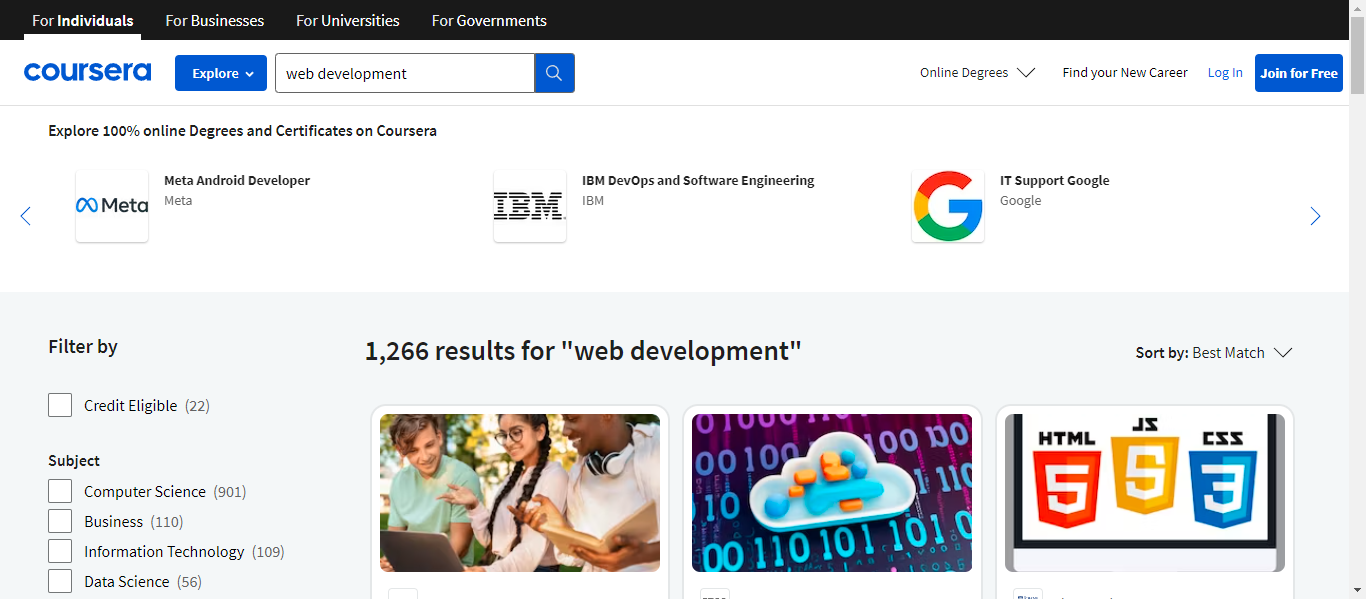 For Individuals For Businesses For Universities For Governments
coursera Explore web development Online Degrees Find your New Career Log In Join for Free
Explore 100% online Degrees and Certificates on Coursera
Meta Meta Android Developer
Meta
IBM IBM DevOps and Software Engineering
IBM
G IT Support Google
Google
Filter by
1,266 results for "web development"
Sort by: Best Match
Credit Eligible (22)
Subject
Computer Science (901)
Business (110)
Information Technology (109)
Data Science (56)
HTML JS CSS
5 5 3